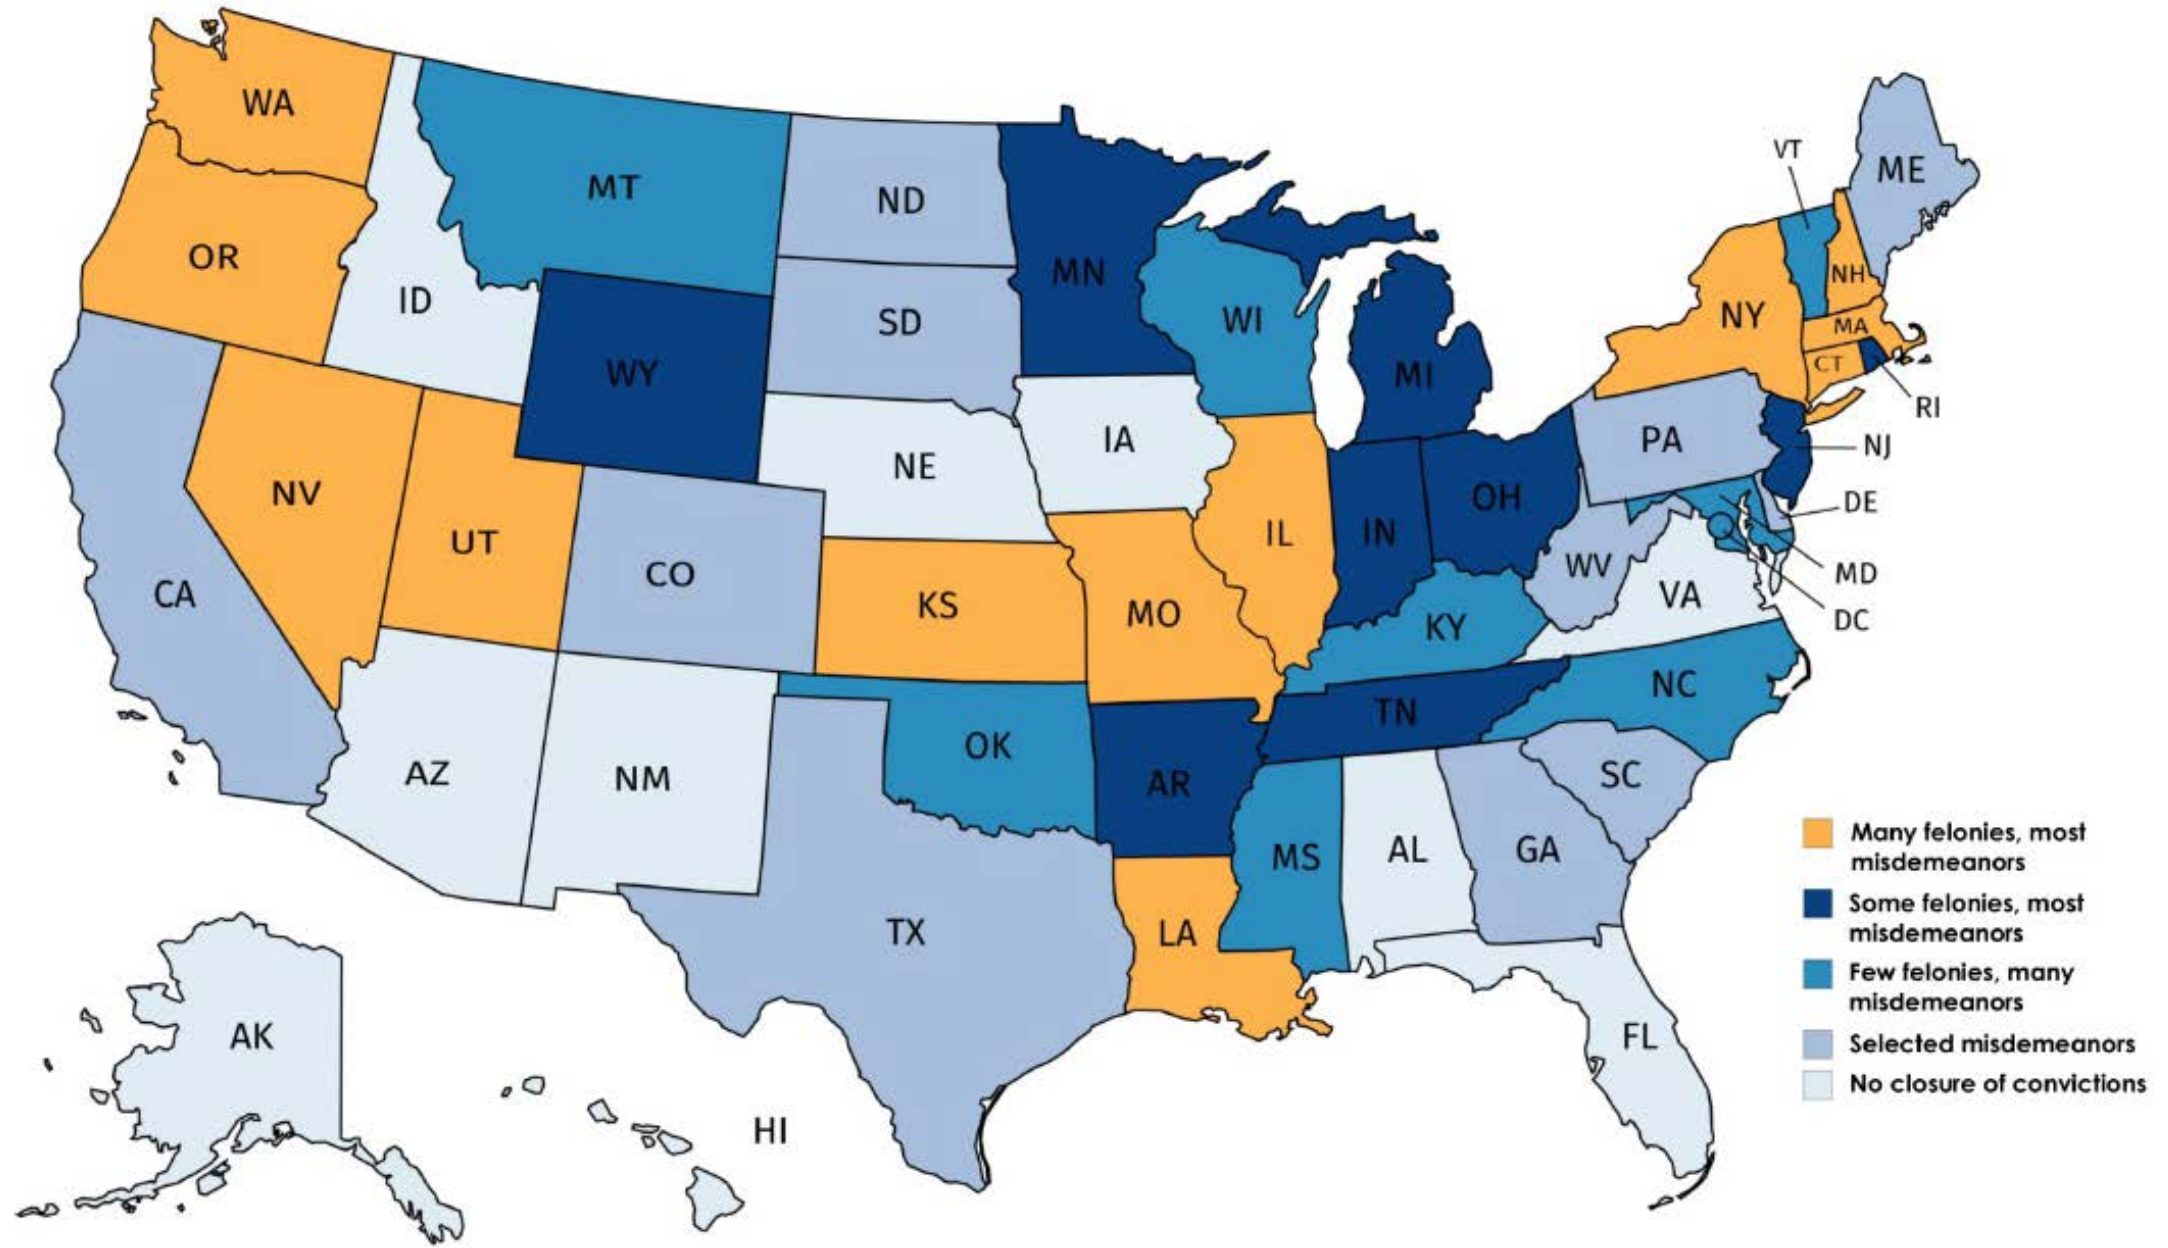 WA
VT
ME
MT
ND
OR
MN
NH
ID
SD
WI
NY
MA
WY
MI
CT
RI
IA
PA
NJ
NE
NV
OH
DE
UT
IL
IN
CO
WV
MD
CA
KS
MO
VA
DC
KY
NC
TN
OK
AZ
NM
AR
SC
MS
AL
GA
TX
LA
AK
FL
HI
Many felonies, most
misdemeanors
Some felonies, most
misdemeanors
Few felonies, many
misdemeanors
Selected misdemeanors
No closure of convictions